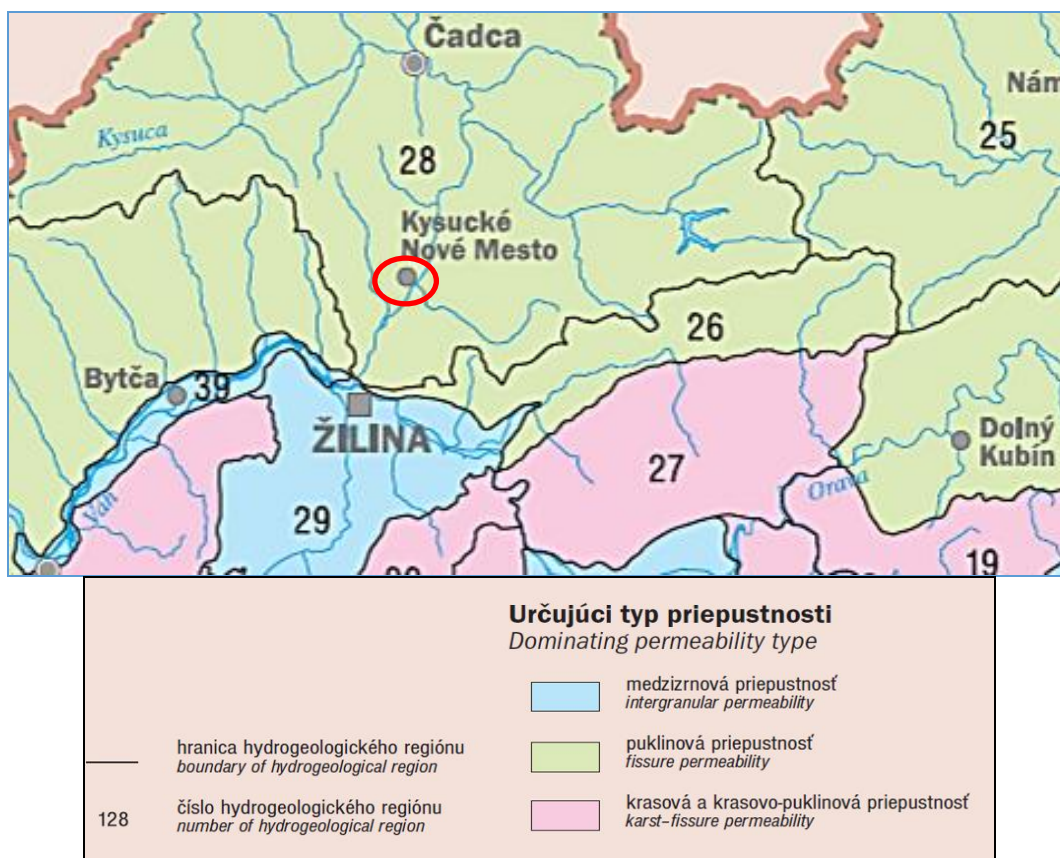 Čadca
Nám
Kysuca
25
28
Kysucké
Nové Mesto
26
Bytča
39
ŽILINA
Dolný
Kubín
27
Orava
Váh
29
19
Určujúci typ priepustnosti
Dominating permeability type
medzizrnová priepustnosť
intergranular permeability
hranica hydrogeologického regiónu
boundary of hydrogeological region
puklinová priepustnosť
fissure permeability
128
číslo hydrogeologického regiónu
number of hydrogeological region
krasová a krasovo-puklinová priepustnosť
karst–fissure permeability